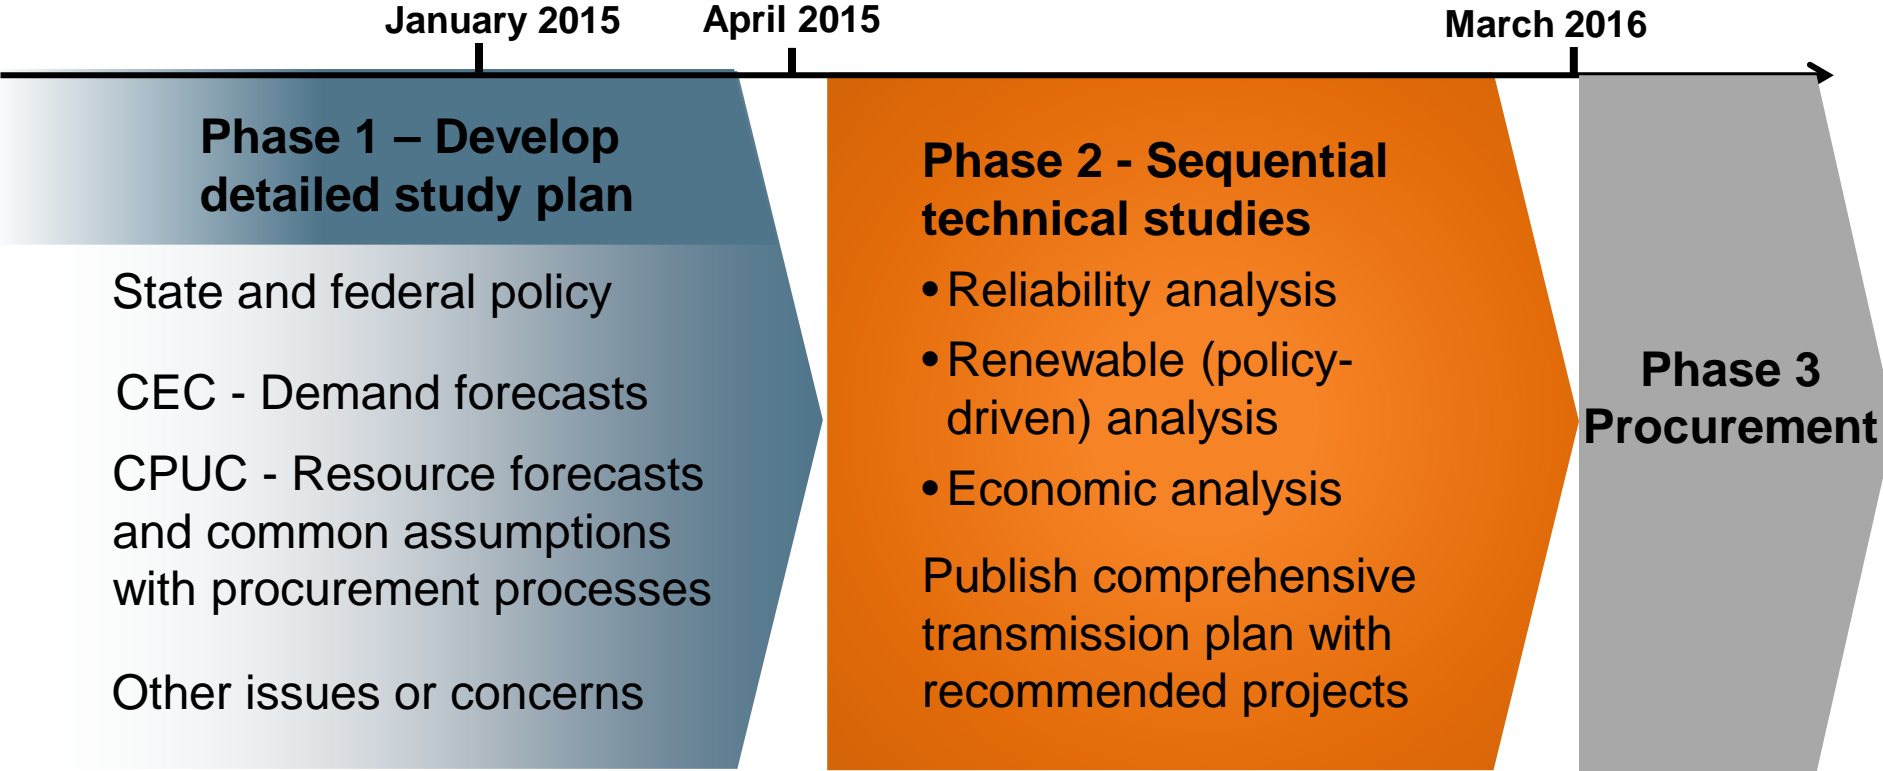 January 2015
April 2015
March 2016
Phase 1 – Develop
detailed study plan
State and federal policy
CEC - Demand forecasts
CPUC - Resource forecasts
and common assumptions
with procurement processes
Other issues or concerns
Phase 2 - Sequential
technical studies
•Reliability analysis
•Renewable (policy-
driven) analysis
•Economic analysis
Publish comprehensive
transmission plan with
recommended projects
Phase 3
Procurement